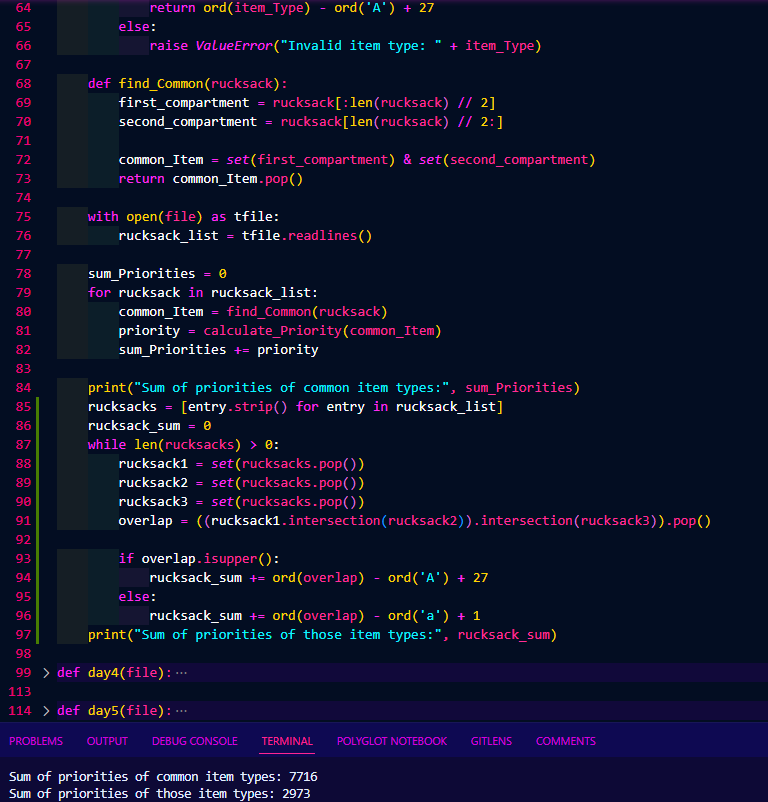 64 return ord(item_Type) - ord('A') + 27
65 else:
66 raise ValueError("Invalid item type: " + item_Type)
67
68 def find_Common(rucksack):
69 first_compartment = rucksack[:len(rucksack) // 2]
70 second_compartment = rucksack[len(rucksack) // 2:]
71
72 common_Item = set(first_compartment) & set(second_compartment)
73 return common_Item.pop()
74
75 with open(file) as tfile:
76 rucksack_list = tfile.readlines()
77
78 sum_Priorities = 0
79 for rucksack in rucksack_list:
80 common_Item = find_Common(rucksack)
81 priority = calculate_Priority(common_Item)
82 sum_Priorities += priority
83
84 print("Sum of priorities of common item types:", sum_Priorities)
85 rucksacks = [entry.strip() for entry in rucksack_list]
86 rucksack_sum = 0
87 while len(rucksacks) > 0:
88 rucksack1 = set(rucksacks.pop())
89 rucksack2 = set(rucksacks.pop())
90 rucksack3 = set(rucksacks.pop())
91 overlap = ((rucksack1.intersection(rucksack2)).intersection(rucksack3)).pop()
92
93 if overlap.isupper():
94 rucksack_sum += ord(overlap) - ord('A') + 27
95 else:
96 rucksack_sum += ord(overlap) - ord('a') + 1
97 print("Sum of priorities of those item types:", rucksack_sum)
98
99 > def day4(file): ···
113
114 > def day5(file): ···
PROBLEMS OUTPUT DEBUG CONSOLE TERMINAL POLYGLOT NOTEBOOK GITLENS COMMENTS
Sum of priorities of common item types: 7716
Sum of priorities of those item types: 2973